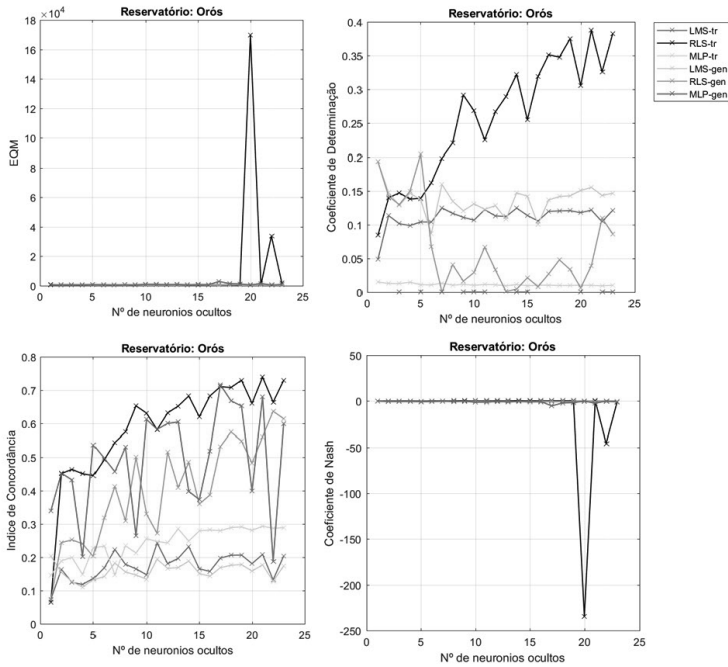 Reservatório: Orós
×10⁴
18
16
14
12
10
8
6
4
2
0
EQM
0 5 10 15 20 25
Nº de neuronios ocultos
Reservatório: Orós
0.4
0.35
0.3
0.25
0.2
0.15
0.1
0.05
0
Coeficiente de Determinação
0 5 10 15 20 25
Nº de neuronios ocultos
LMS-tr
RLS-tr
MLP-tr
LMS-gen
RLS-gen
MLP-gen
Reservatório: Orós
0.8
0.7
0.6
0.5
0.4
0.3
0.2
0.1
0
Indice de Concordância
0 5 10 15 20 25
Nº de neuronios ocultos
Reservatório: Orós
50
0
-50
-100
-150
-200
-250
Coeficiente de Nash
0 5 10 15 20 25
Nº de neuronios ocultos